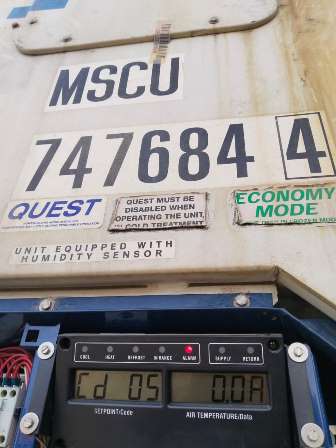 MSCU
747684 4
QUEST
QUEST MUST BE
DISABLED WHEN
OPERATING THE UNIT
IN COLD TREATMENT
ECONOMY
MODE
UNIT EQUIPPED WITH
HUMIDITY SENSOR
COOL HEAT DEFROST IN-RANGE ALARM SUPPLY RETURN
Cd 05 0.0A
SETPOINT/Code AIR TEMPERATURE/Data